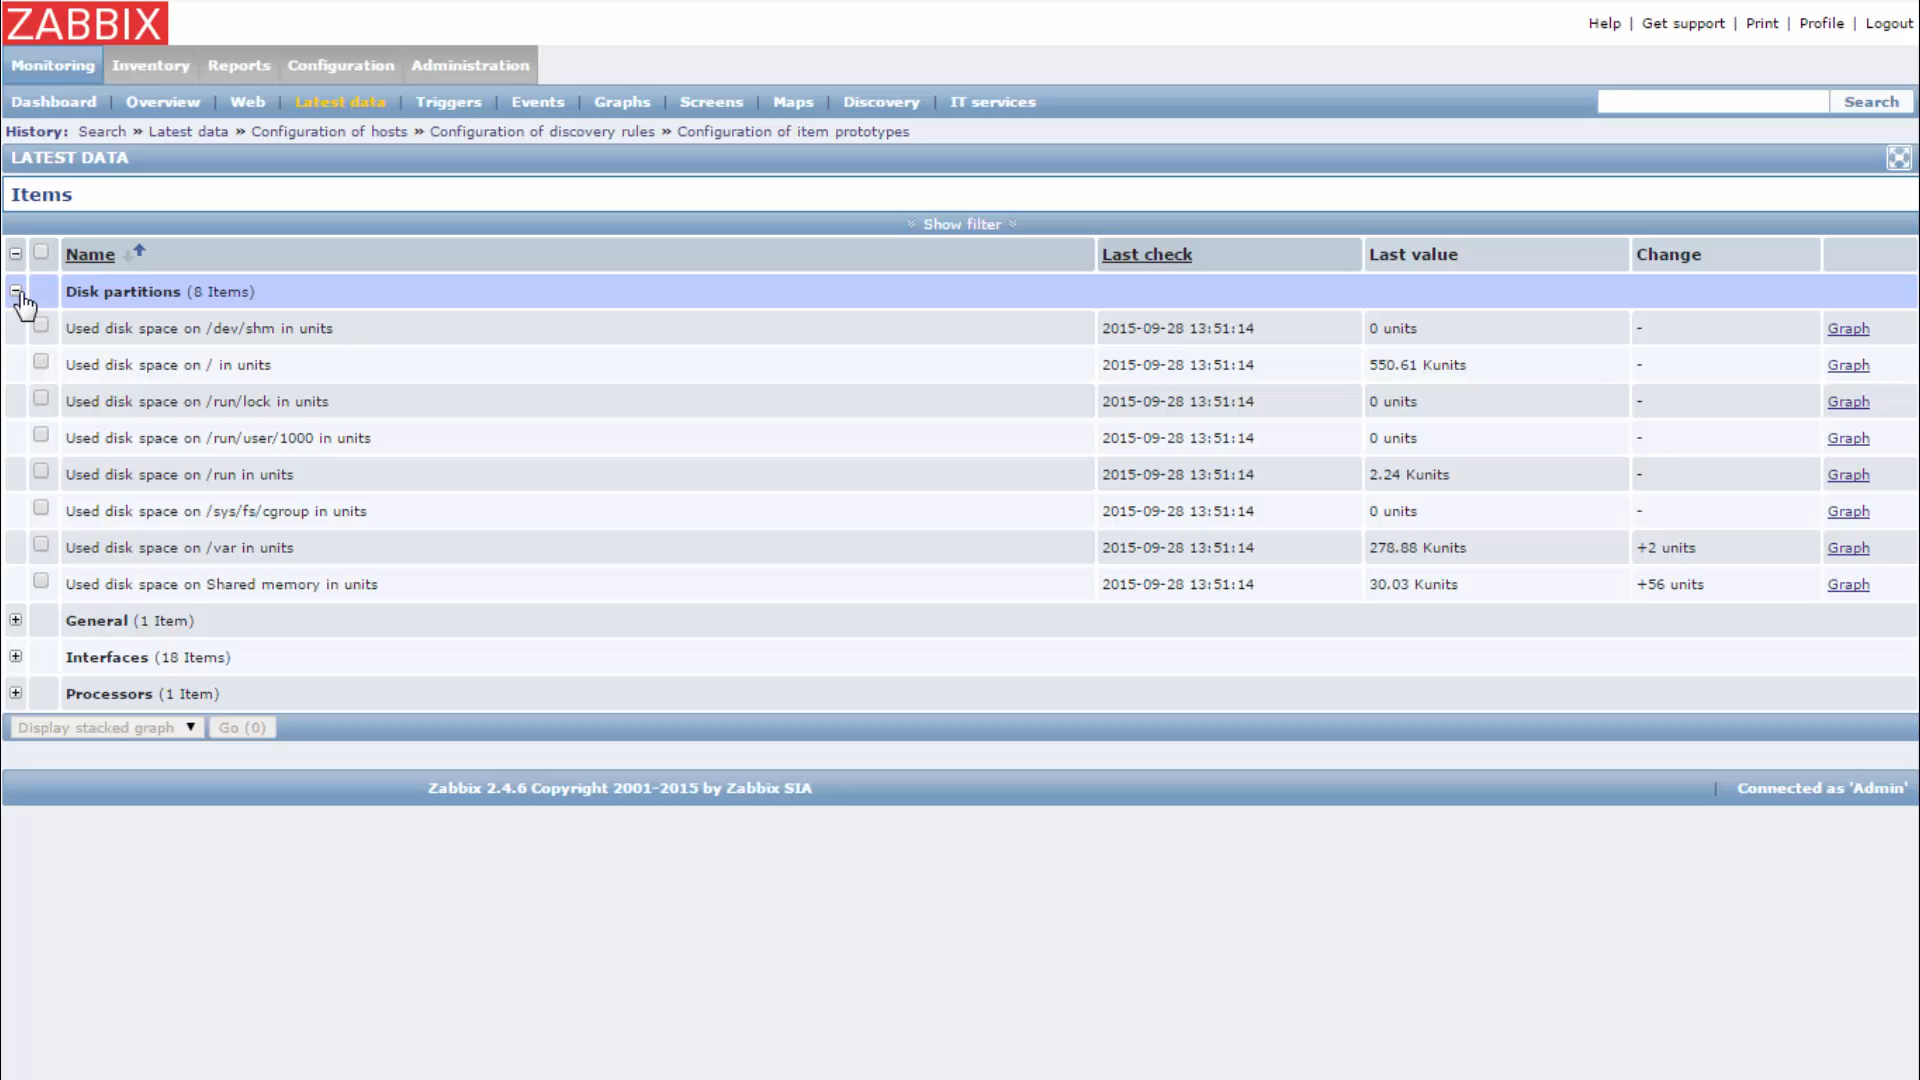 ZABBIX
Help | Get support | Print | Profile | Logout
Monitoring Inventory Reports Configuration Administration
Dashboard | Overview | Web | Latest data | Triggers | Events | Graphs | Screens | Maps | Discovery | IT services Search
History: Search » Latest data » Configuration of hosts » Configuration of discovery rules » Configuration of item prototypes
LATEST DATA
Items
Show filter
Name Last check Last value Change
Disk partitions (8 Items)
Used disk space on /dev/shm in units 2015-09-28 13:51:14 0 units - Graph
Used disk space on / in units 2015-09-28 13:51:14 550.61 Kunits - Graph
Used disk space on /run/lock in units 2015-09-28 13:51:14 0 units - Graph
Used disk space on /run/user/1000 in units 2015-09-28 13:51:14 0 units - Graph
Used disk space on /run in units 2015-09-28 13:51:14 2.24 Kunits - Graph
Used disk space on /sys/fs/cgroup in units 2015-09-28 13:51:14 0 units - Graph
Used disk space on /var in units 2015-09-28 13:51:14 278.88 Kunits +2 units Graph
Used disk space on Shared memory in units 2015-09-28 13:51:14 30.03 Kunits +56 units Graph
General (1 Item)
Interfaces (18 Items)
Processors (1 Item)
Display stacked graph Go (0)
Zabbix 2.4.6 Copyright 2001-2015 by Zabbix SIA | Connected as 'Admin'